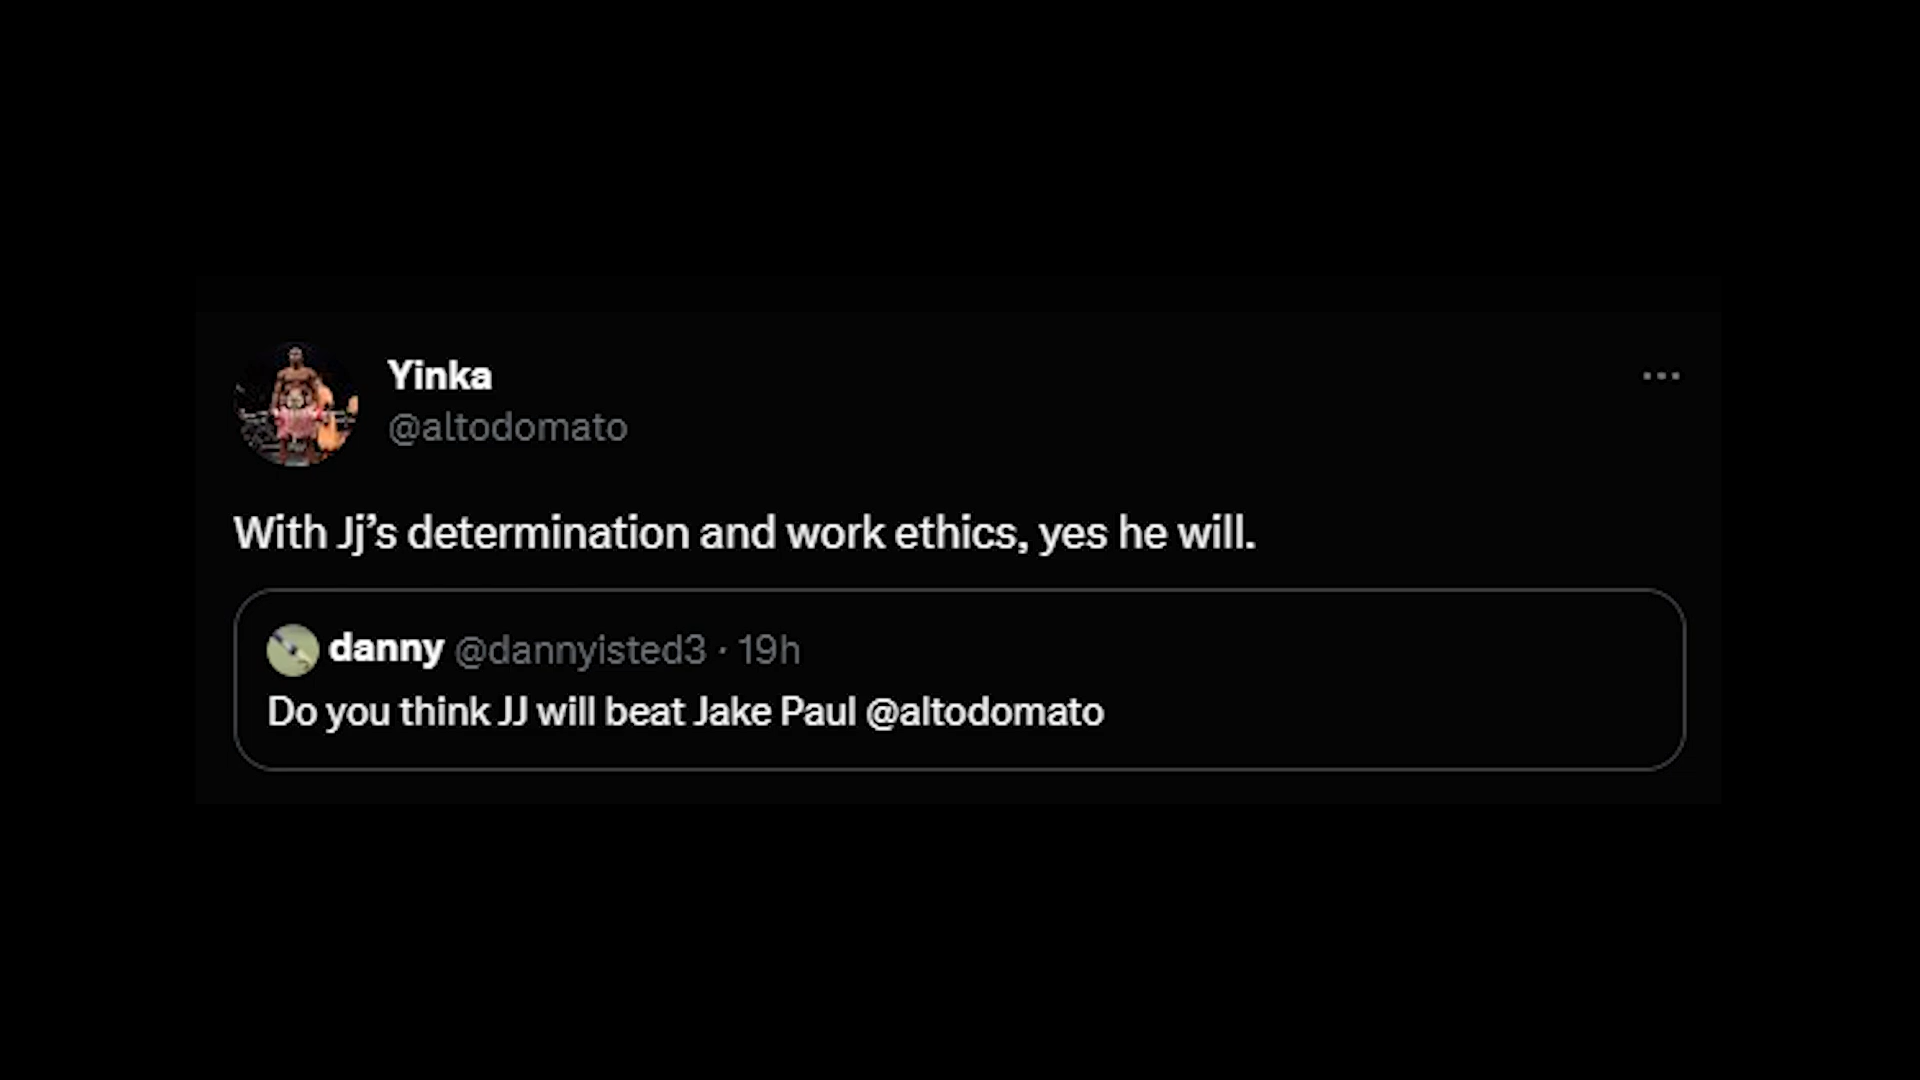 Yinka
@altodomato
With Jj’s determination and work ethics, yes he will.
danny @dannyisted3 · 19h
Do you think JJ will beat Jake Paul @altodomato